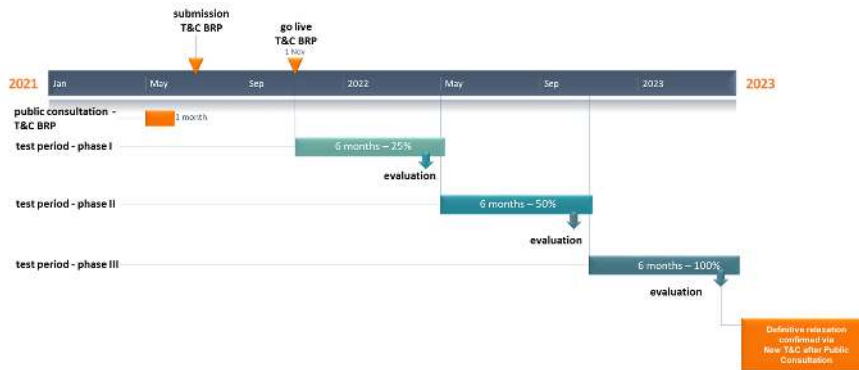 submission
T&C BRP
go live
T&C BRP
1 Nov
2021 Jan May Sep 2022 May Sep 2023 2023
public consultation -
T&C BRP
1 month
test period - phase I
6 months – 25%
evaluation
test period - phase II
6 months – 50%
evaluation
test period - phase III
6 months – 100%
evaluation
Definitive relaxation
confirmed via
New T&C after Public
Consultation